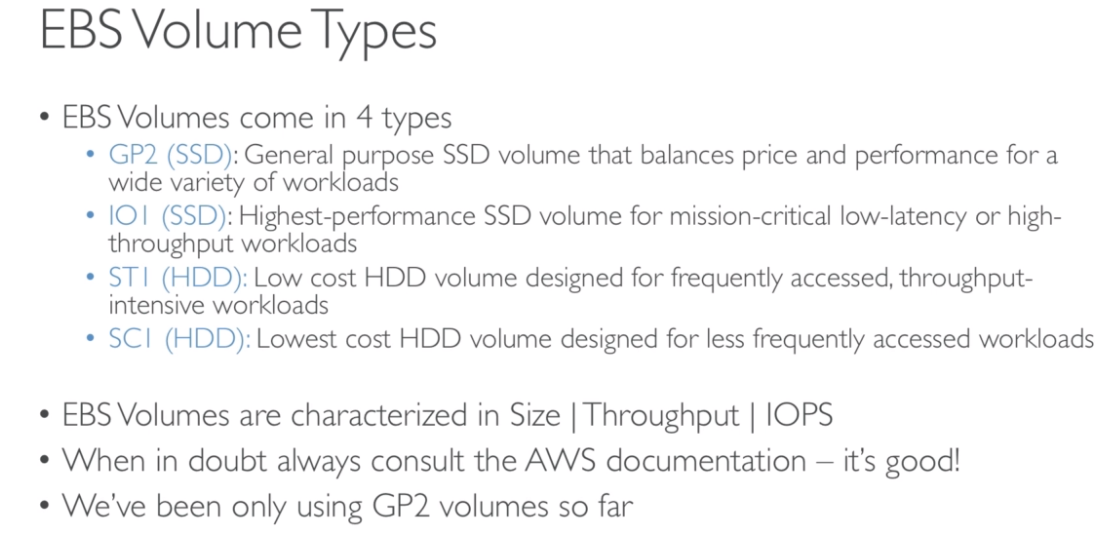 EBS Volume Types
• EBS Volumes come in 4 types
• GP2 (SSD): General purpose SSD volume that balances price and performance for a
wide variety of workloads
• IO1 (SSD): Highest-performance SSD volume for mission-critical low-latency or high-
throughput workloads
• ST1 (HDD): Low cost HDD volume designed for frequently accessed, throughput-
intensive workloads
• SC1 (HDD): Lowest cost HDD volume designed for less frequently accessed workloads
• EBS Volumes are characterized in Size | Throughput | IOPS
• When in doubt always consult the AWS documentation – it’s good!
• We’ve been only using GP2 volumes so far